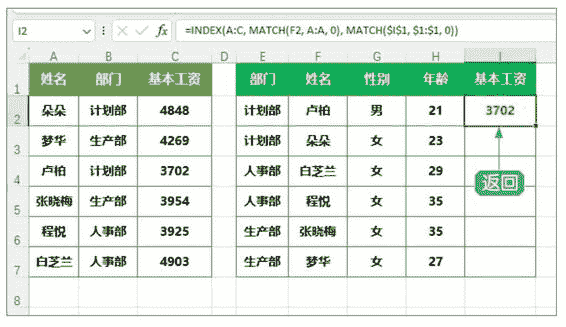 I2 fx =INDEX(A:C, MATCH(F2, A:A, 0), MATCH($I$1, $1:$1, 0))
A B C D E F G H I
1 姓名 部门 基本工资 部门 姓名 性别 年龄 基本工资
2 朵朵 计划部 4848 计划部 卢柏 男 21 3702
3 梦华 生产部 4269 计划部 朵朵 女 23
4 卢柏 计划部 3702 人事部 白芝兰 女 29
返回
5 张晓梅 生产部 3954 人事部 程悦 女 35
6 程悦 人事部 3925 生产部 张晓梅 女 35
7 白芝兰 人事部 4903 生产部 梦华 女 27
8